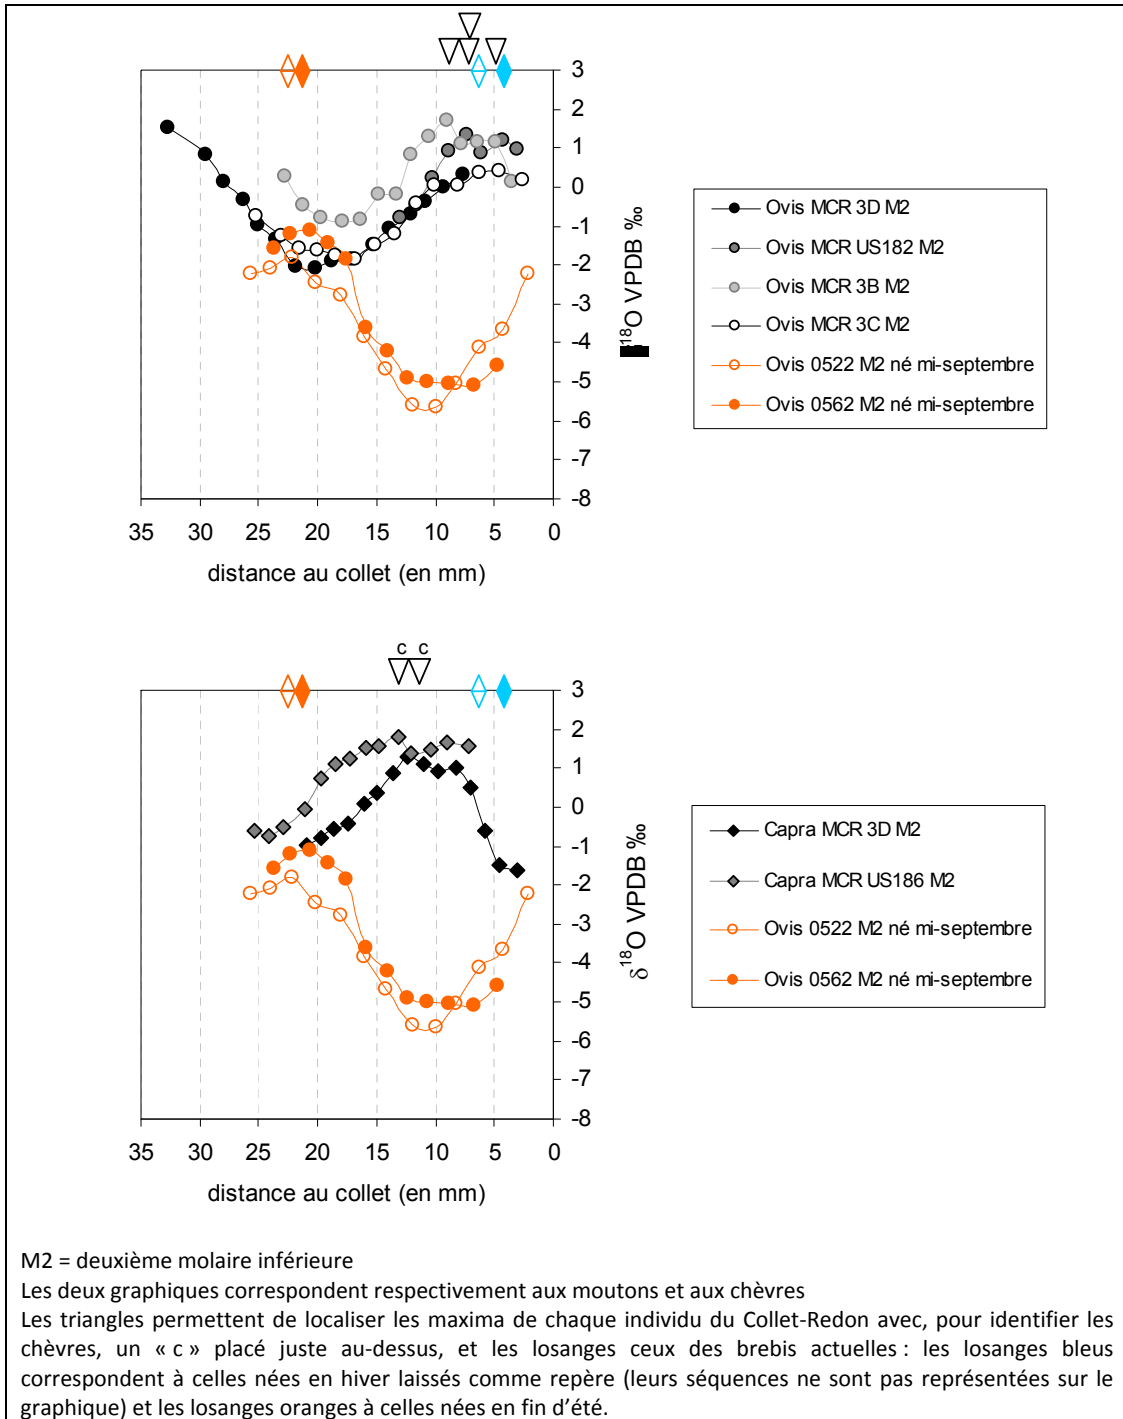 3
2
1
0
-1
-2
-3
-4
-5
-6
-7
-8
35 30 25 20 15 10 5 0
distance au collet (en mm)
18O VPDB ‰
Ovis MCR 3D M2
Ovis MCR US182 M2
Ovis MCR 3B M2
Ovis MCR 3C M2
Ovis 0522 M2 né mi-septembre
Ovis 0562 M2 né mi-septembre
c c
3
2
1
0
-1
-2
-3
-4
-5
-6
-7
-8
35 30 25 20 15 10 5 0
distance au collet (en mm)
δ18O VPDB ‰
Capra MCR 3D M2
Capra MCR US186 M2
Ovis 0522 M2 né mi-septembre
Ovis 0562 M2 né mi-septembre
M2 = deuxième molaire inférieure
Les deux graphiques correspondent respectivement aux moutons et aux chèvres
Les triangles permettent de localiser les maxima de chaque individu du Collet-Redon avec, pour identifier les
chèvres, un « c » placé juste au-dessus, et les losanges ceux des brebis actuelles : les losanges bleus
correspondent à celles nées en hiver laissés comme repère (leurs séquences ne sont pas représentées sur le
graphique) et les losanges oranges à celles nées en fin d'été.